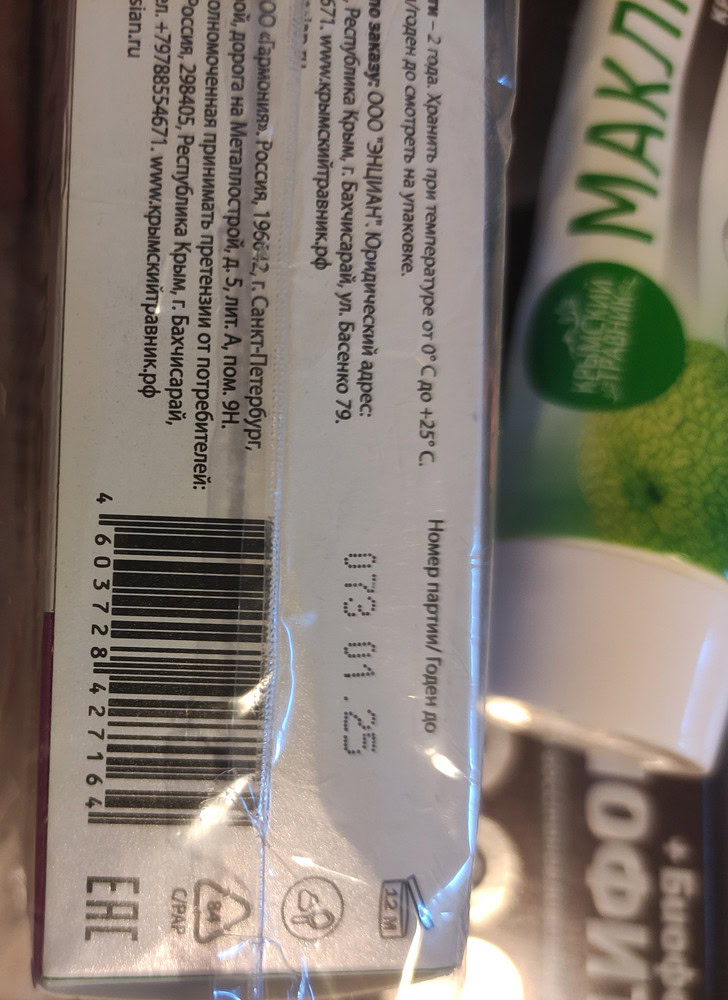 ти – 2 года. Хранить при температуре от 0° С до +25° С.
/годен до смотреть на упаковке.
по заказу: ООО "ЭНЦИАН". Юридический адрес:
, Республика Крым, г. Бахчисарай, ул. Басенко 79.
671. www.крымскийтравник.рф
ОО «Гармония». Россия, 196642, г. Санкт-Петербург,
ой, дорога на Металлострой, д. 5, лит. А, пом. 9Н.
олномоченная принимать претензии от потребителей:
Россия, 298405, Республика Крым, г. Бахчисарай,
ел. +79788554671. www.крымскийтравник.рф
sian.ru
Номер партии/ Годен до
073 01.25
4 603728 427164
12 М
84
C/PAP
EAC
МАКЛ
КРЫМСКИЙ
ТРАВНИК
ОФИТ
+ Биоф